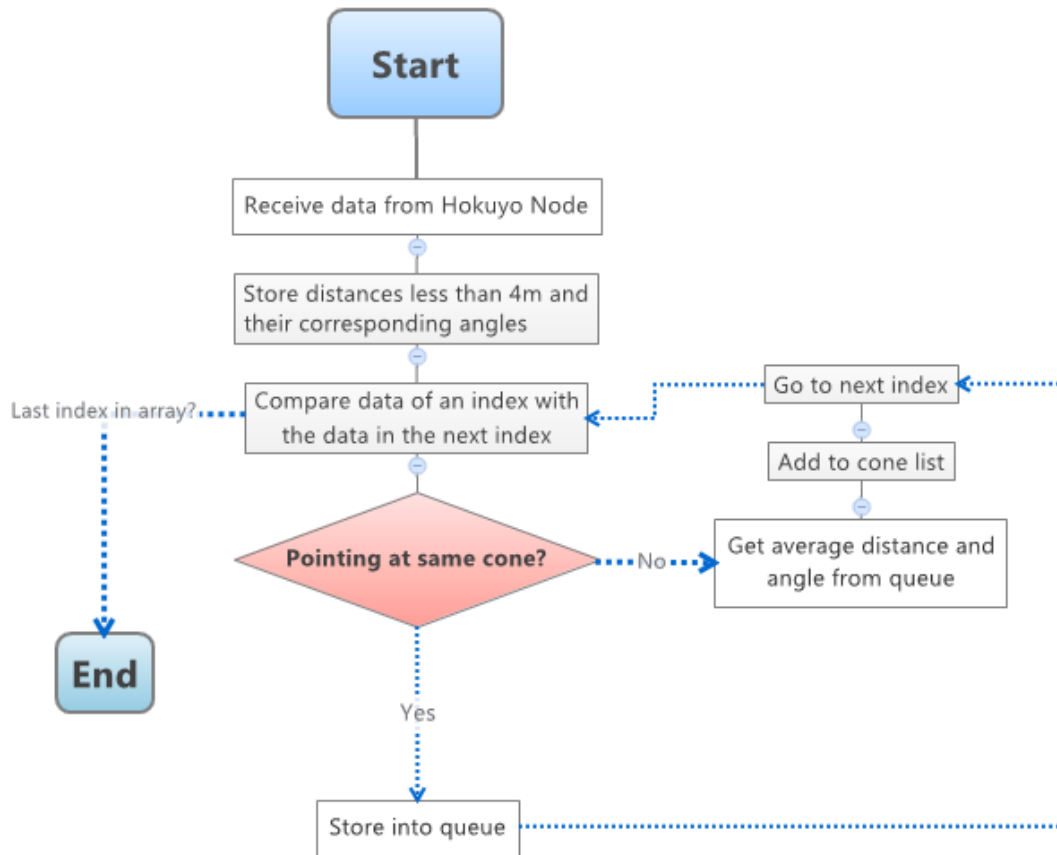 Start
Receive data from Hokuyo Node
Store distances less than 4m and
their corresponding angles
Last index in array?
Compare data of an index with
the data in the next index
Go to next index
Add to cone list
Pointing at same cone?
No
Get average distance and
angle from queue
End
Yes
Store into queue